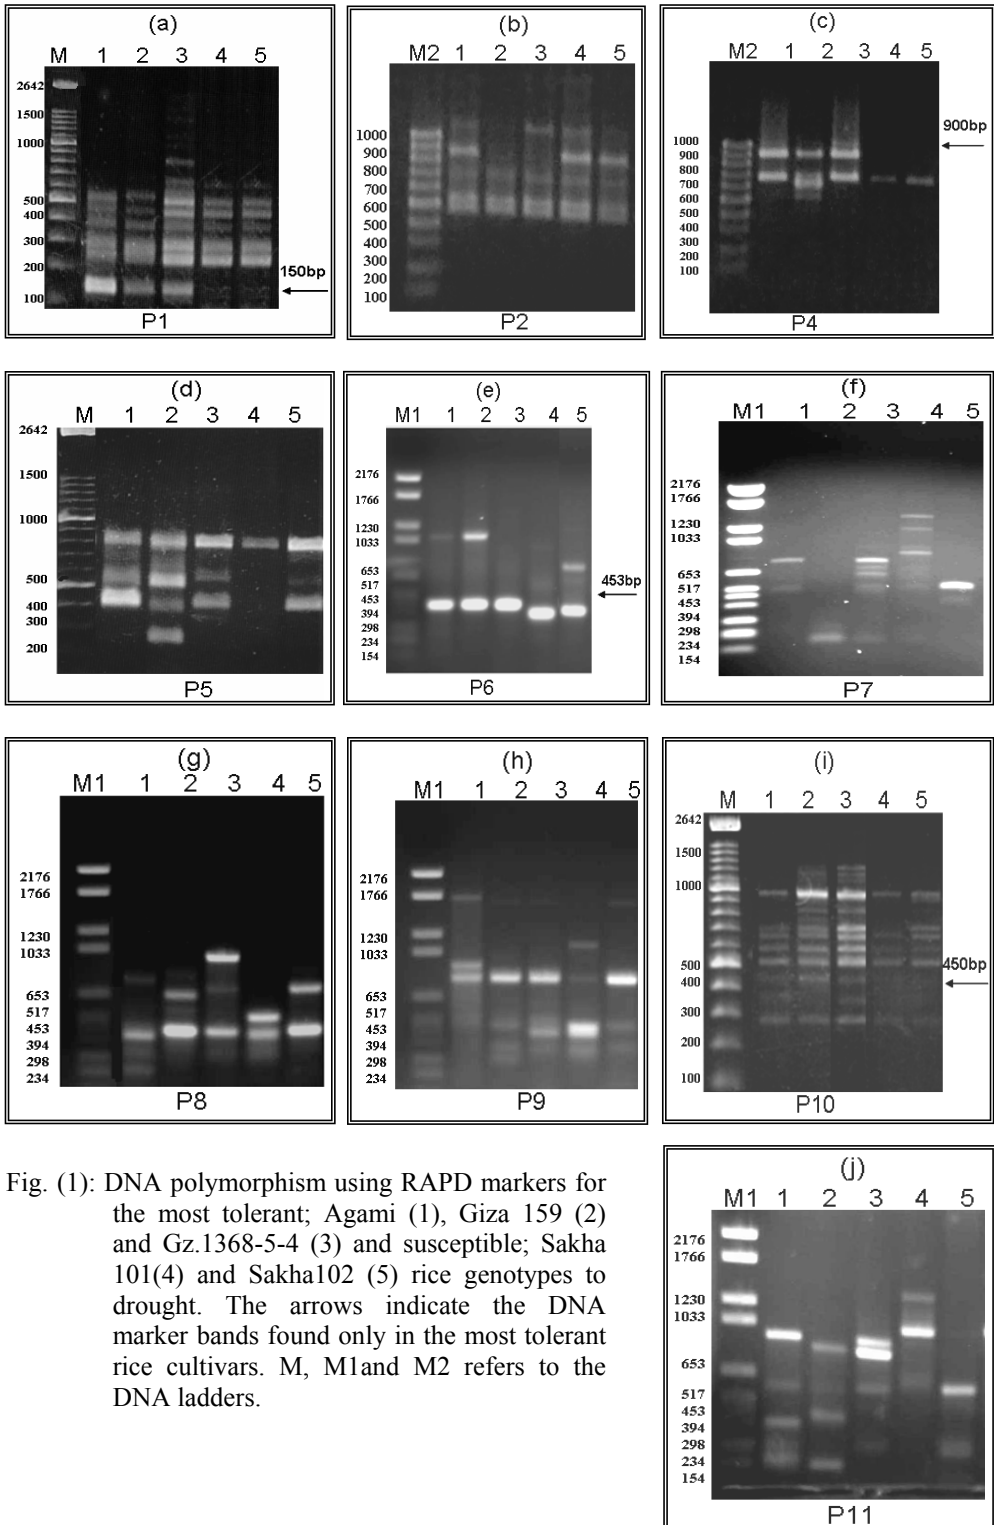 (a)
M 1 2 3 4 5
2642
1500
1000
500
400
300
200
100
150bp
P1
(b)
M2 1 2 3 4 5
1000
900
800
700
600
500
400
300
200
100
P2
(c)
M2 1 2 3 4 5
1000
900
800
700
600
500
400
300
200
100
900bp
P4
(d)
M 1 2 3 4 5
2642
1500
1000
500
400
300
200
P5
(e)
M1 1 2 3 4 5
2176
1766
1230
1033
653
517
453
394
298
234
154
453bp
P6
(f)
M1 1 2 3 4 5
2176
1766
1230
1033
653
517
453
394
298
234
154
P7
(g)
M1 1 2 3 4 5
2176
1766
1230
1033
653
517
453
394
298
234
P8
(h)
M1 1 2 3 4 5
2176
1766
1230
1033
653
517
453
394
298
234
P9
(i)
M 1 2 3 4 5
2642
1500
1000
500
400
300
200
100
450bp
P10
Fig. (1): DNA polymorphism using RAPD markers for
the most tolerant; Agami (1), Giza 159 (2)
and Gz.1368-5-4 (3) and susceptible; Sakha
101(4) and Sakha102 (5) rice genotypes to
drought. The arrows indicate the DNA
marker bands found only in the most tolerant
rice cultivars. M, M1and M2 refers to the
DNA ladders.
(j)
M1 1 2 3 4 5
2176
1766
1230
1033
653
517
453
394
298
234
154
P11